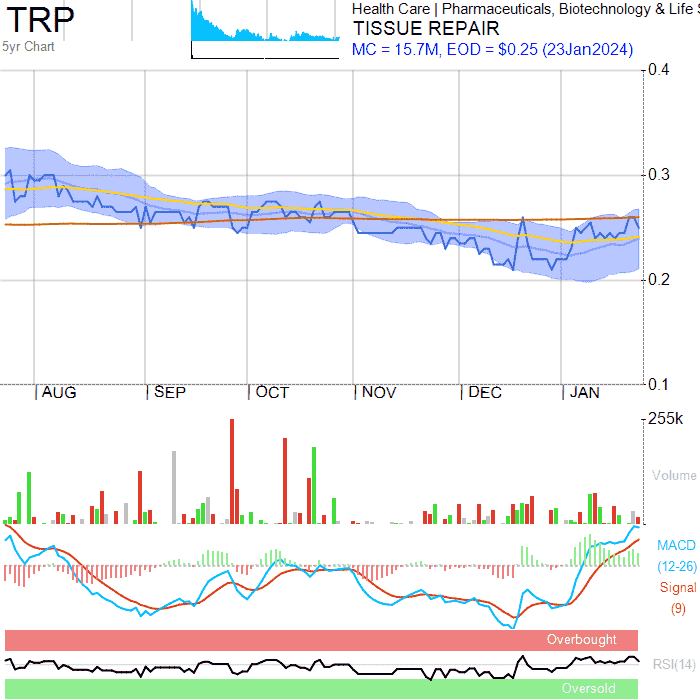 TRP
5yr Chart
Health Care | Pharmaceuticals, Biotechnology & Life S
TISSUE REPAIR
MC = 15.7M, EOD = $0.25 (23Jan2024)
0.4
0.3
0.2
0.1
AUG SEP OCT NOV DEC JAN
255k
Volume
MACD
(12-26)
Signal
(9)
Overbought
RSI(14)
Oversold